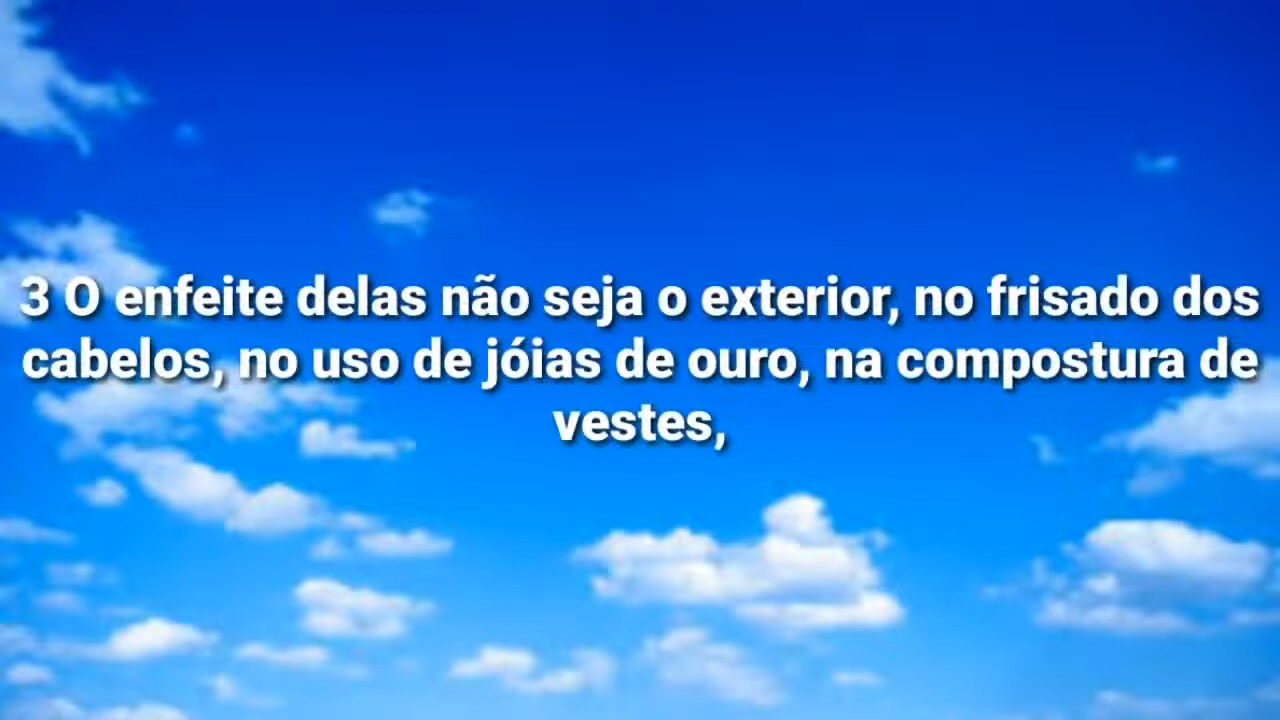 3 O enfeite delas não seja o exterior, no frisado dos
cabelos, no uso de jóias de ouro, na compostura de
vestes,